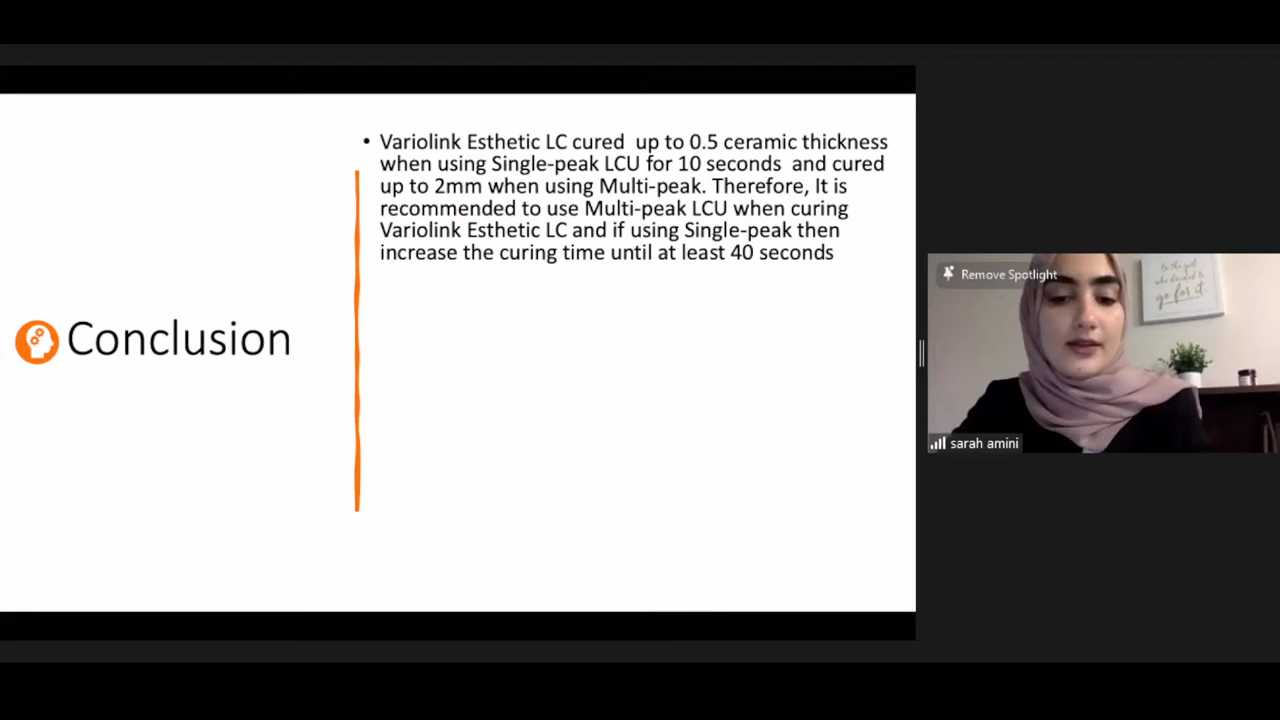 • Variolink Esthetic LC cured  up to 0.5 ceramic thickness
when using Single-peak LCU for 10 seconds  and cured
up to 2mm when using Multi-peak. Therefore, It is
recommended to use Multi-peak LCU when curing
Variolink Esthetic LC and if using Single-peak then
increase the curing time until at least 40 seconds
Conclusion
Remove Spotlight
go for it.
sarah amini